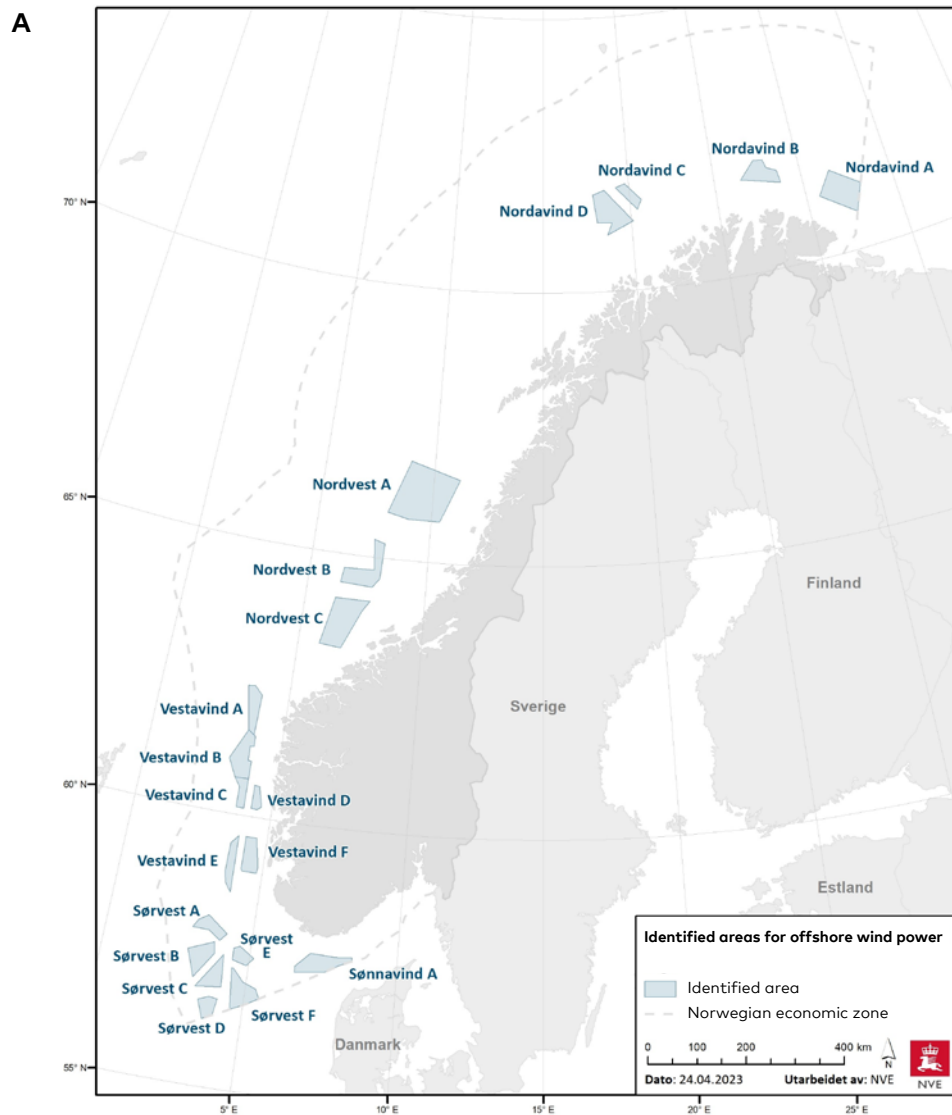 A
Nordavind B
Nordavind C
Nordavind A
Nordavind D
70° N
Nordvest A
65° N
Nordvest B
Finland
Nordvest C
Vestavind A
Sverige
Vestavind B
60° N
Vestavind C
Vestavind D
Vestavind E
Vestavind F
Estland
Sørvest A
Sørvest
E
Sørvest B
Sønnavind A
Sørvest C
Sørvest F
Sørvest D
Danmark
55° N
5° E
10° E
15° E
20° E
25° E
Identified areas for offshore wind power
Identified area
Norwegian economic zone
0 100 200 400 km
N
Dato: 24.04.2023 Utarbeidet av: NVE
NVE